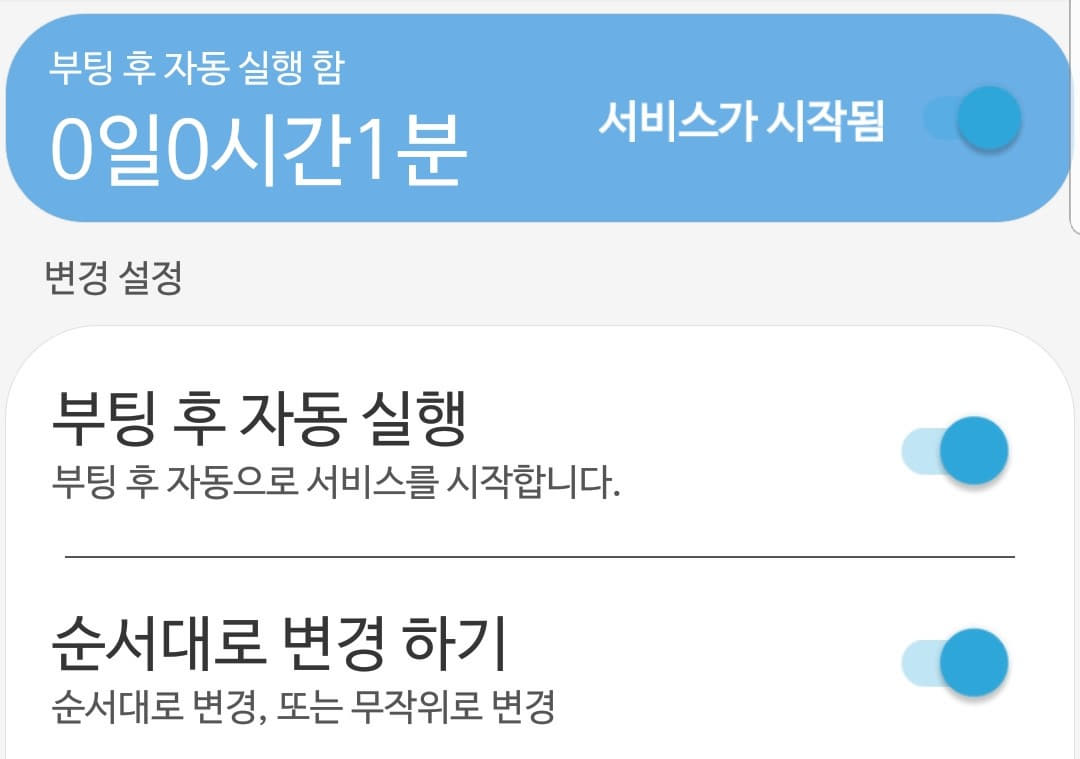 부팅 후 자동 실행 함
0일0시간1분
서비스가 시작됨
변경 설정
부팅 후 자동 실행
부팅 후 자동으로 서비스를 시작합니다.
순서대로 변경 하기
순서대로 변경, 또는 무작위로 변경